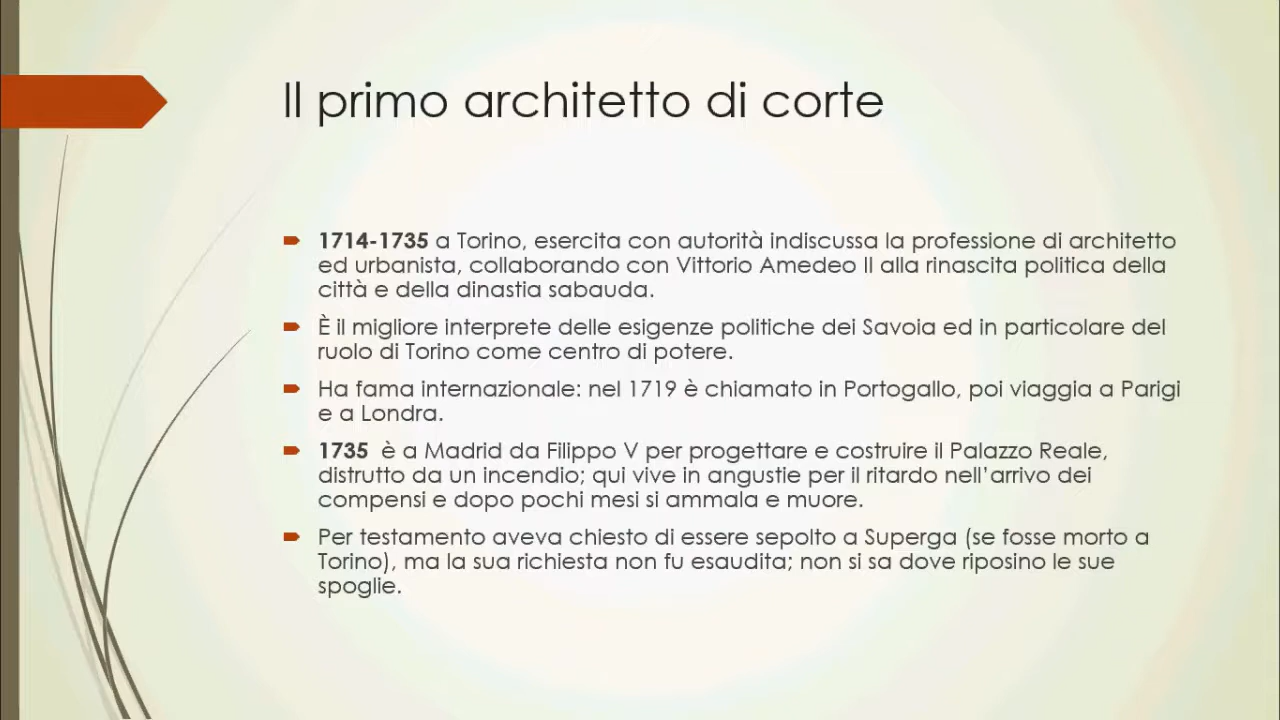 Il primo architetto di corte
1714-1735 a Torino, esercita con autorità indiscussa la professione di architetto
ed urbanista, collaborando con Vittorio Amedeo II alla rinascita politica della
città e della dinastia sabauda.
È il migliore interprete delle esigenze politiche dei Savoia ed in particolare del
ruolo di Torino come centro di potere.
Ha fama internazionale: nel 1719 è chiamato in Portogallo, poi viaggia a Parigi
e a Londra.
1735 è a Madrid da Filippo V per progettare e costruire il Palazzo Reale,
distrutto da un incendio; qui vive in angustie per il ritardo nell'arrivo dei
compensi e dopo pochi mesi si ammala e muore.
Per testamento aveva chiesto di essere sepolto a Superga (se fosse morto a
Torino), ma la sua richiesta non fu esaudita; non si sa dove riposino le sue
spoglie.